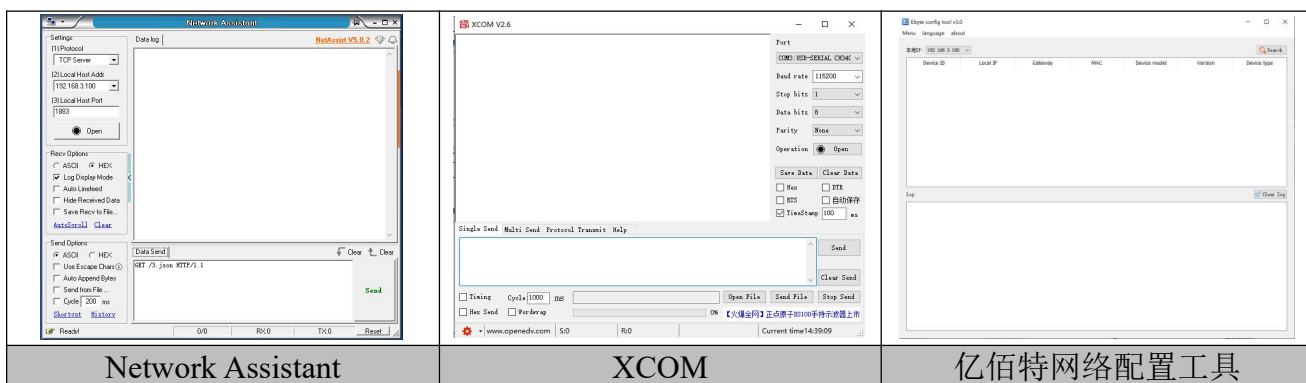 Network Assistant
Settings
(1) Protocol
TCP Server
(2) Local Host Addr
192.168.3.100
(3) Local Host Port
1883
Open
Recv Options
ASCII HEX
Log Display Mode
Auto Linefeed
Hide Received Data
Save Recv to File...
AutoScroll Clear
Send Options
ASCII HEX
Use Escape Chars
Auto Append Bytes
Send from File ...
Cycle 200 ms
Shortcut History
Data log
NetAssist V5.0.2
Data Send
Clear Clear
GET /3.json HTTP/1.1
Send
Ready! 0/0 RX:0 TX:0 Reset
XCOM V2.6
Port
COM3:USB-SERIAL CH34(
Baud rate 115200
Stop bits 1
Data bits 8
Parity None
Operation Open
Save Data Clear Data
Hex DTR
RTS 自动保存
TimeStamp 100 ms
Single Send Multi Send Protocol Transmit Help
Send
Clear Send
Timing Cycle 1000 ms Open File Send File Stop Send
Hex Send Wordwrap 0% 【火爆全网】正点原子DS100手持示波器上市
www.openedv.com S:0 R:0 Current time14:39:09
Ebyte config tool v3.0
Menu language about
本地IP 192.168.3.100 Search
Device ID Local IP Gateway MAC Device model Version Device type
log Clear log
Network Assistant
XCOM
亿佰特网络配置工具